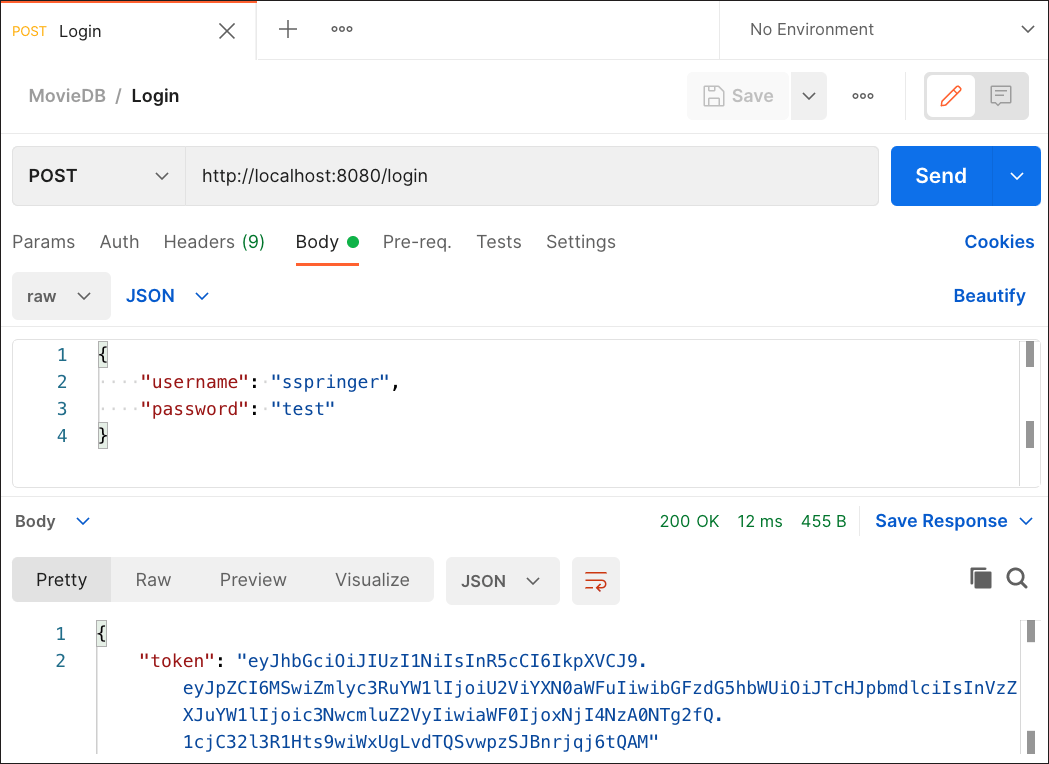 POST Login No Environment
MovieDB / Login Save
POST http://localhost:8080/login Send
Params Auth Headers (9) Body Pre-req. Tests Settings Cookies
raw JSON Beautify
1 {
2 "username": "sspringer",
3 "password": "test"
4 }
Body 200 OK 12 ms 455 B Save Response
Pretty Raw Preview Visualize JSON
1 {
2 "token": "eyJhbGciOiJIUzI1NiIsInR5cCI6IkpXVCJ9.
eyJpZCI6MSwiZmlyc3RuYW1lIjoiU2ViYXN0aWFuIiwibGFzdG5hbWUiOiJTcHJpbmdlciIsInVzZ
XJuYW1lIjoic3NwcmluZ2VyIiwiaWF0IjoxNjI4NzA0NTg2fQ.
1cjC32l3R1Hts9wiWxUgLvdTQSvwpzSJBnrjqj6tQAM"